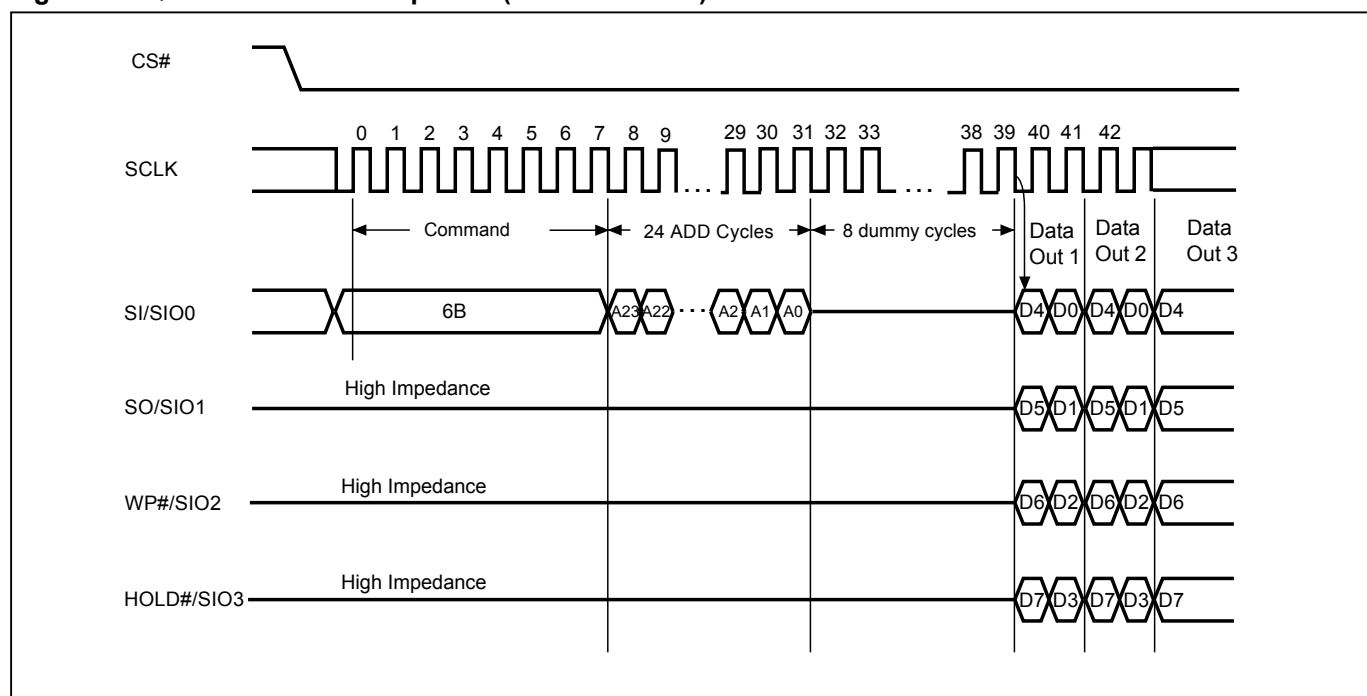 CS#
0 1 2 3 4 5 6 7 8 9 29 30 31 32 33 38 39 40 41 42
SCLK
... ...
Command 24 ADD Cycles 8 dummy cycles Data Out 1 Data Out 2 Data Out 3
SI/SIO0 6B A23 A22 ... A2 A1 A0 D4 D0 D4 D0 D4
High Impedance
SO/SIO1 D5 D1 D5 D1 D5
High Impedance
WP#/SIO2 D6 D2 D6 D2 D6
High Impedance
HOLD#/SIO3 D7 D3 D7 D3 D7